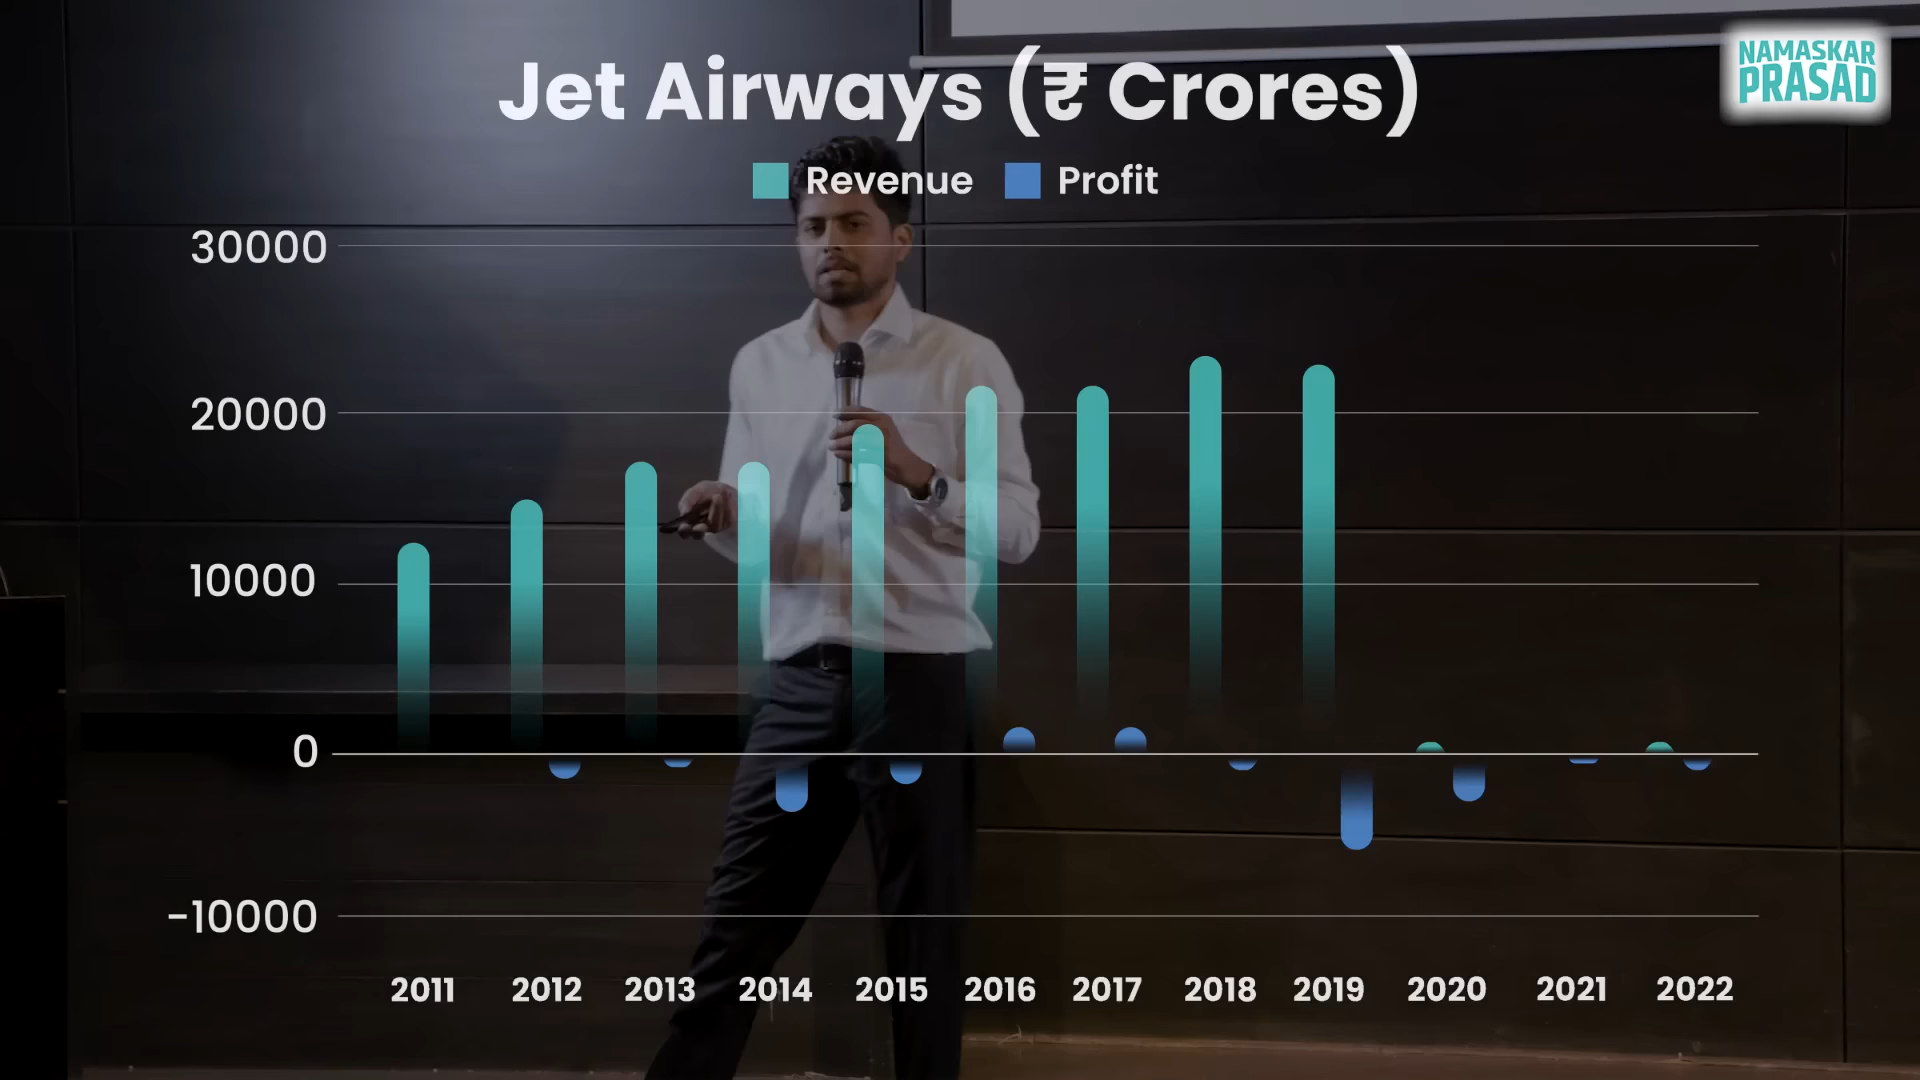 Jet Airways (₹ Crores)
NAMASKAR
PRASAD
Revenue Profit
30000
20000
10000
0
-10000
2011 2012 2013 2014 2015 2016 2017 2018 2019 2020 2021 2022